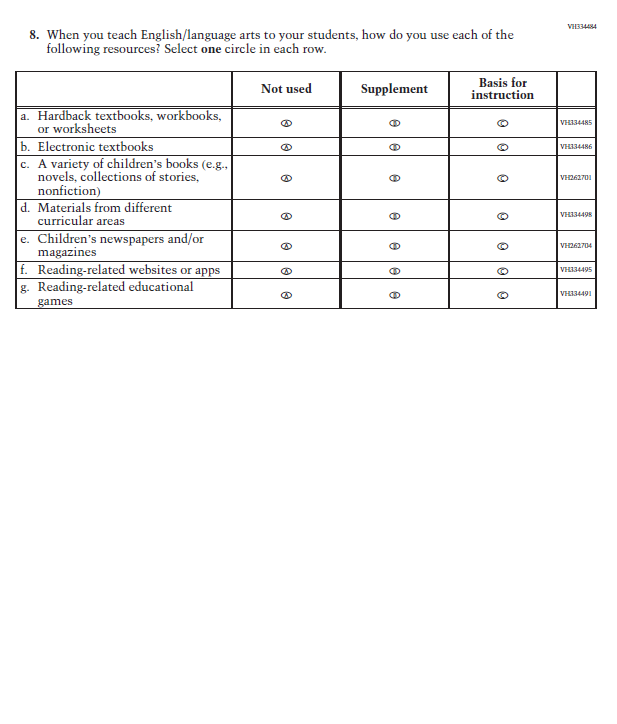 VH334484
8. When you teach English/language arts to your students, how do you use each of the
following resources? Select one circle in each row.
Not used
Supplement
Basis for
instruction
a. Hardback textbooks, workbooks,
or worksheets
A B C VH334485
b. Electronic textbooks A B C VH334486
c. A variety of children's books (e.g.,
novels, collections of stories,
nonfiction)
A B C VH262701
d. Materials from different
curricular areas
A B C VH334498
e. Children's newspapers and/or
magazines
A B C VH262704
f. Reading-related websites or apps A B C VH334495
g. Reading-related educational
games
A B C VH334491